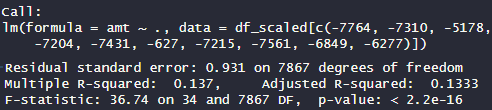 Call:
lm(formula = amt ~ ., data = df_scaled[c(-7764, -7310, -5178,
-7204, -7431, -627, -7215, -7561, -6849, -6277)])
Residual standard error: 0.931 on 7867 degrees of freedom
Multiple R-squared: 0.137, Adjusted R-squared: 0.1333
F-statistic: 36.74 on 34 and 7867 DF, p-value: < 2.2e-16